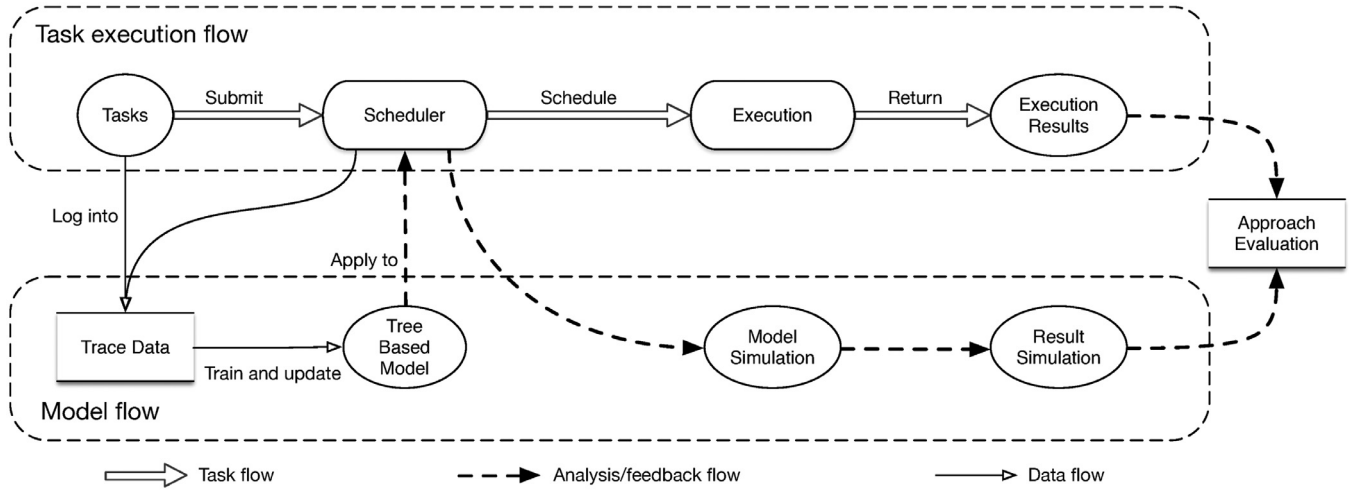 Task execution flow
Tasks
Submit
Scheduler
Schedule
Execution
Return
Execution
Results
Log into
Apply to
Approach
Evaluation
Trace Data
Train and update
Tree
Based
Model
Model
Simulation
Result
Simulation
Model flow
Task flow
Analysis/feedback flow
Data flow